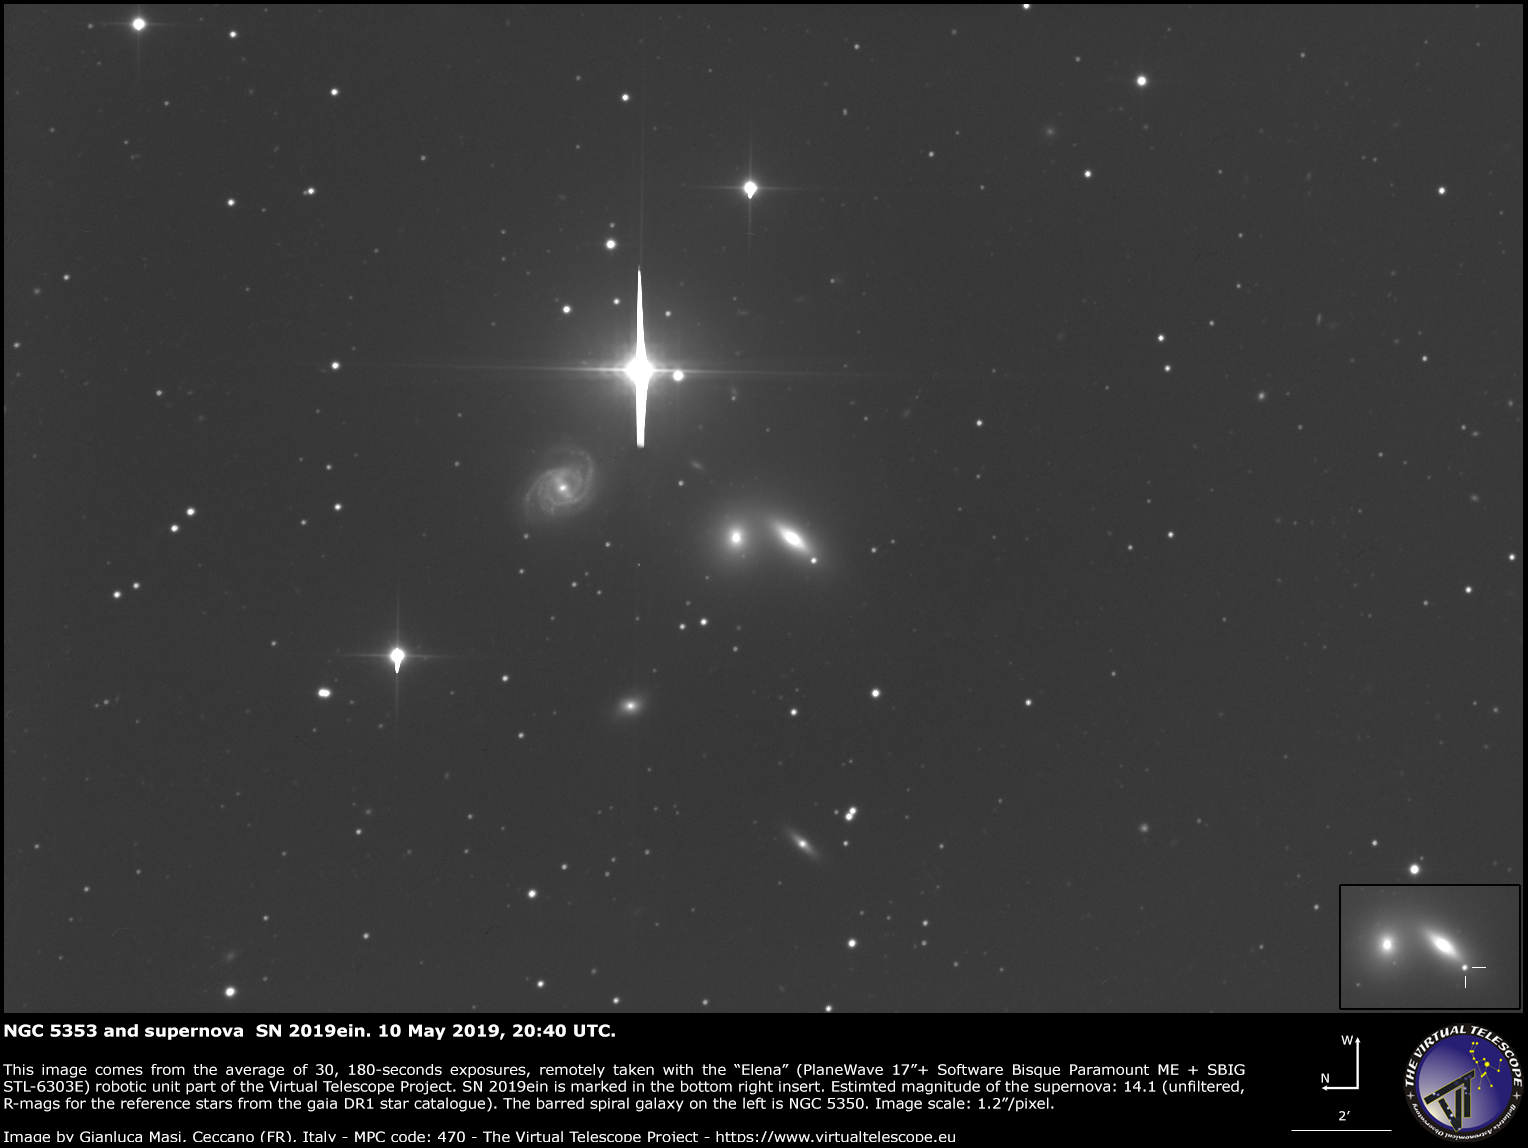 NGC 5353 and supernova  SN 2019ein. 10 May 2019, 20:40 UTC.
This image comes from the average of 30, 180-seconds exposures, remotely taken with the “Elena” (PlaneWave 17”+ Software Bisque Paramount ME + SBIG
STL-6303E) robotic unit part of the Virtual Telescope Project. SN 2019ein is marked in the bottom right insert. Estimted magnitude of the supernova: 14.1 (unfiltered,
R-mags for the reference stars from the gaia DR1 star catalogue). The barred spiral galaxy on the left is NGC 5350. Image scale: 1.2”/pixel.
Image by Gianluca Masi, Ceccano (FR), Italy - MPC code: 470 - The Virtual Telescope Project - https://www.virtualtelescope.eu
W
N
2’
THE VIRTUAL TELESCOPE
Bellatrix Astronomical Observatory